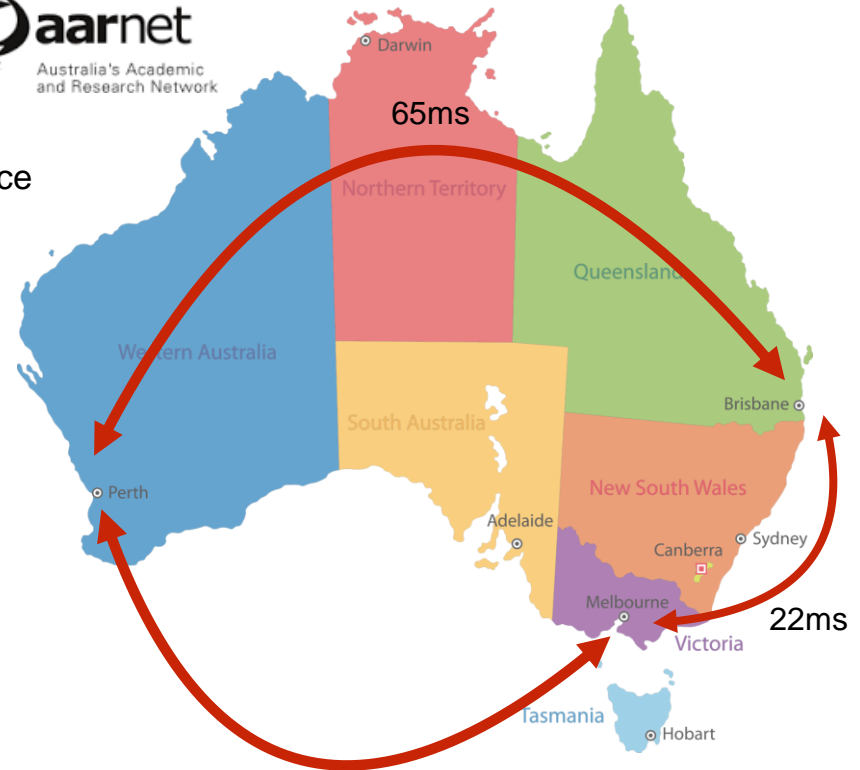 aarnet
Australia's Academic
and Research Network
Darwin
65ms
ce
Northern Territory
Queensland
Western Australia
Brisbane
South Australia
New South Wales
Perth
Adelaide
Sydney
Canberra
Melbourne
22ms
Victoria
Tasmania
Hobart